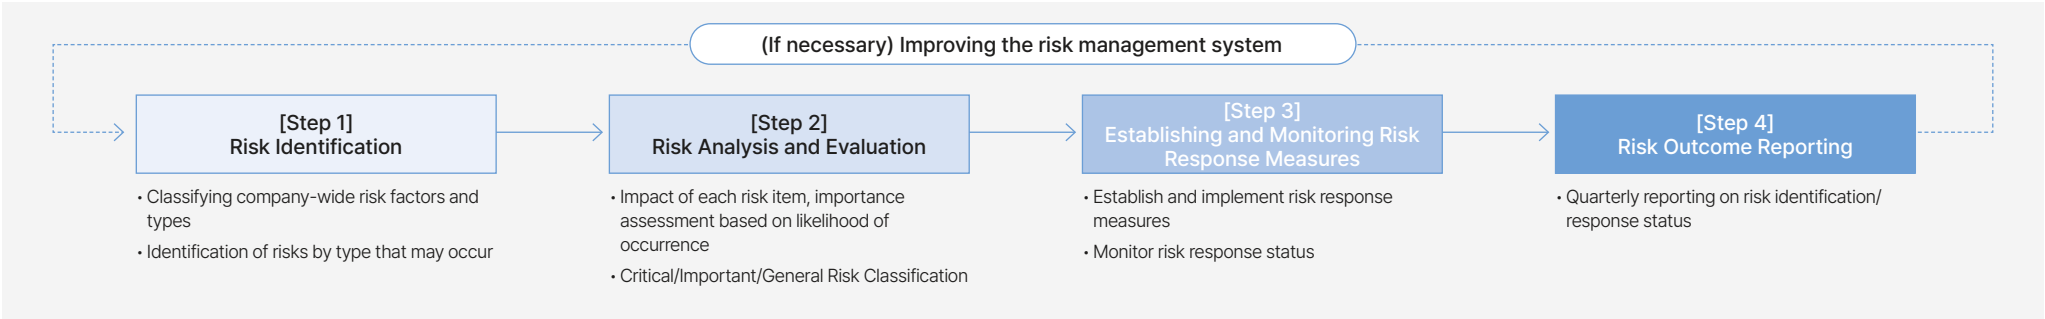 (If necessary) Improving the risk management system
[Step 1]
Risk Identification
• Classifying company-wide risk factors and
types
• Identification of risks by type that may occur
[Step 2]
Risk Analysis and Evaluation
• Impact of each risk item, importance
assessment based on likelihood of
occurrence
• Critical/Important/General Risk Classification
[Step 3]
Establishing and Monitoring Risk
Response Measures
• Establish and implement risk response
measures
• Monitor risk response status
[Step 4]
Risk Outcome Reporting
• Quarterly reporting on risk identification/
response status